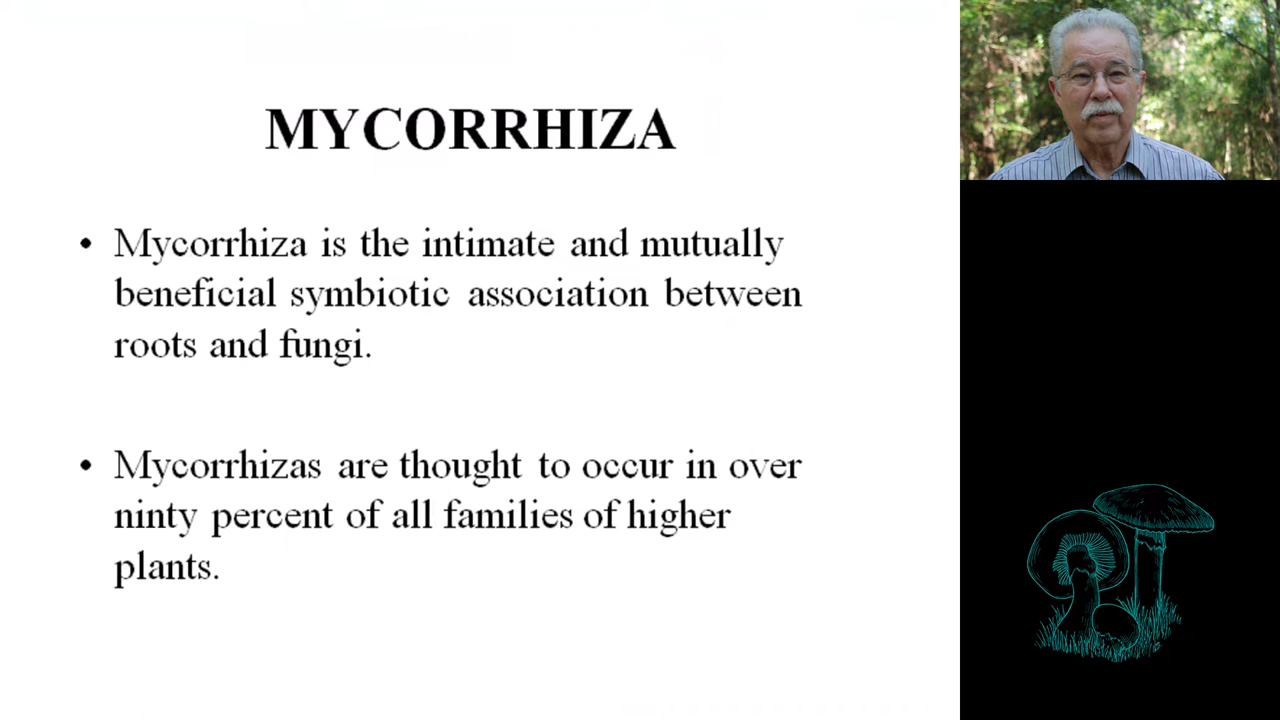 MYCORRHIZA
• Mycorrhiza is the intimate and mutually
beneficial symbiotic association between
roots and fungi.
• Mycorrhizas are thought to occur in over
ninty percent of all families of higher
plants.